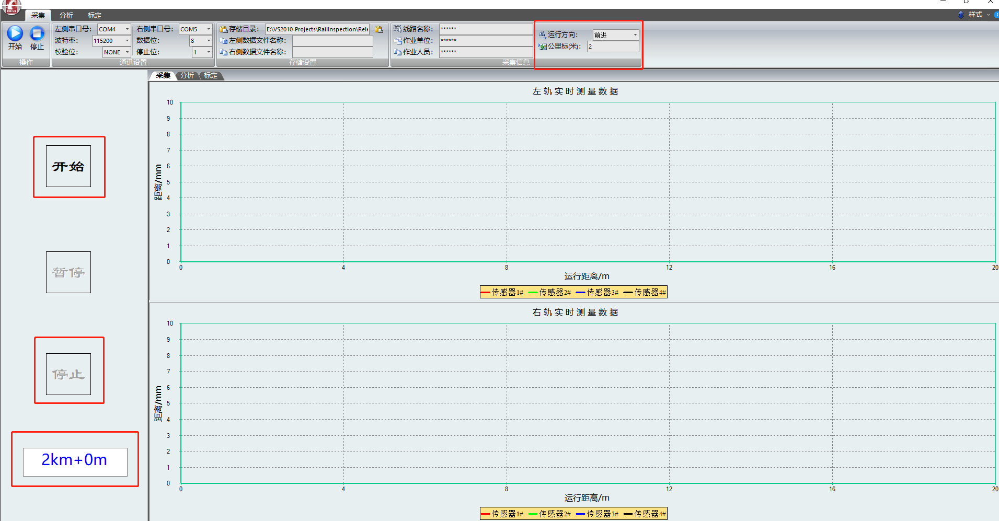 RAILS
采集 分析 标定 样式
左侧串口号： COM4 右侧串口号： COM5 存储目录： E:\VS2010-Projects\RailInspection\Rele 线路名称： ******
运行方向： 前进
波特率： 115200 数据位： 8 左侧数据文件名称： 作业单位： ******
开始 停止 公里标(米)： 2
校验位： NONE 停止位： 1 右侧数据文件名称： 作业人员： ******
操作 通讯设置 存储设置 采集信息
采集 分析 标定
开始
暂停
停止
2km+0m
左轨实时测量数据
10
9
8
7
6
5
4
3
2
1
0
距离/mm
0 4 8 12 16 20
运行距离/m
传感器1# 传感器2# 传感器3# 传感器4#
右轨实时测量数据
10
9
8
7
6
5
4
3
2
1
0
距离/mm
0 4 8 12 16 20
运行距离/m
传感器1# 传感器2# 传感器3# 传感器4#